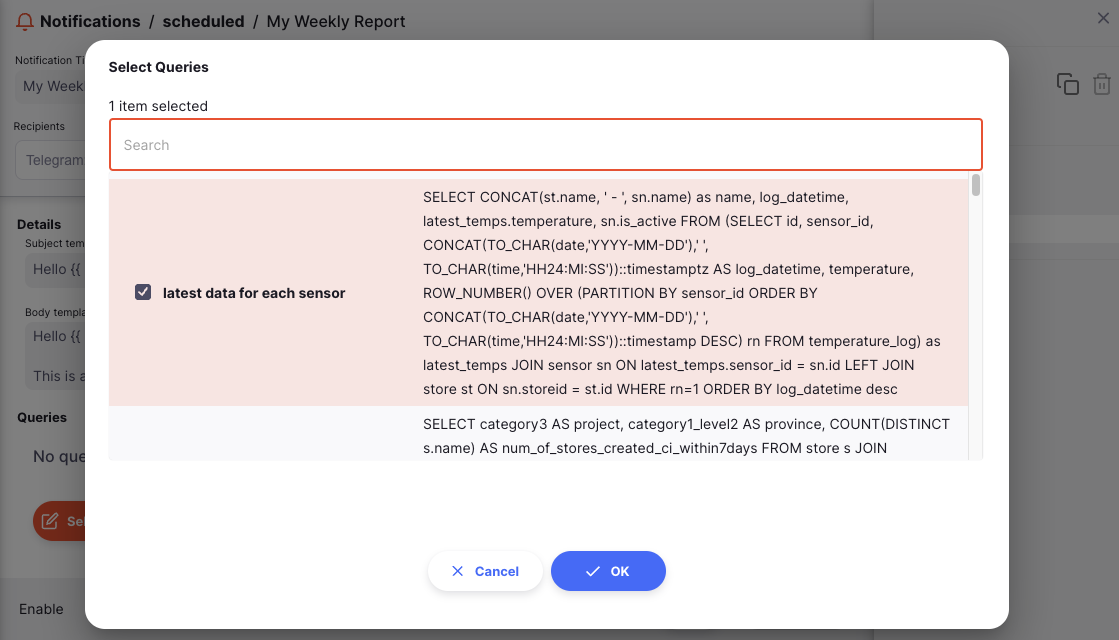 Notifications / scheduled / My Weekly Report
Notification Ti
My Week
Recipients
Telegram
Details
Subject tem
Hello {{
Body templa
Hello {{
This is a
Queries
No que
Sel
Enable
Select Queries
1 item selected
Search
latest data for each sensor
SELECT CONCAT(st.name, ' - ', sn.name) as name, log_datetime,
latest_temps.temperature, sn.is_active FROM (SELECT id, sensor_id,
CONCAT(TO_CHAR(date,'YYYY-MM-DD'),' ',
TO_CHAR(time,'HH24:MI:SS'))::timestamptz AS log_datetime, temperature,
ROW_NUMBER() OVER (PARTITION BY sensor_id ORDER BY
CONCAT(TO_CHAR(date,'YYYY-MM-DD'),' ',
TO_CHAR(time,'HH24:MI:SS'))::timestamp DESC) rn FROM temperature_log) as
latest_temps JOIN sensor sn ON latest_temps.sensor_id = sn.id LEFT JOIN
store st ON sn.storeid = st.id WHERE rn=1 ORDER BY log_datetime desc
SELECT category3 AS project, category1_level2 AS province, COUNT(DISTINCT
s.name) AS num_of_stores_created_ci_within7days FROM store s JOIN
Cancel
OK